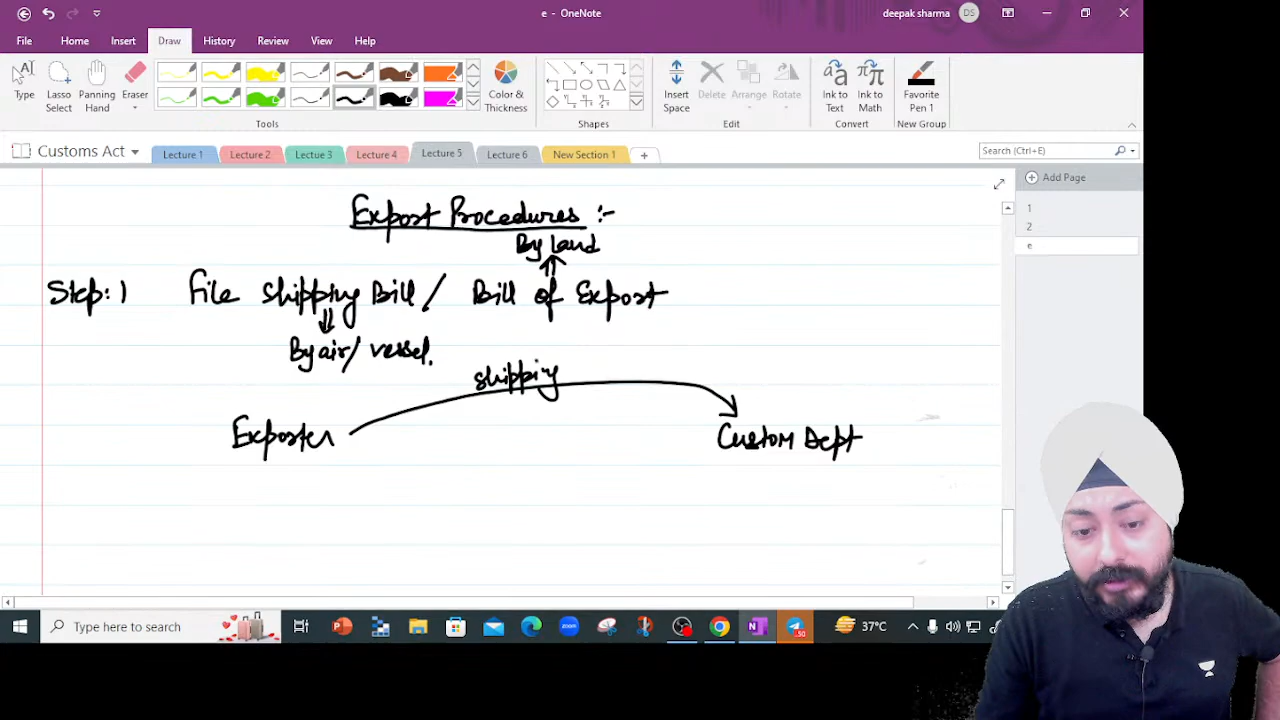 e - OneNote
deepak sharma
DS
File Home Insert Draw History Review View Help
Type
Lasso Select
Panning Hand
Eraser
Color & Thickness
Insert Space
Delete
Arrange
Rotate
Ink to Text
Ink to Math
Favorite Pen 1
Tools
Shapes
Edit
Convert
New Group
Customs Act
Lecture 1
Lecture 2
Lectue 3
Lecture 4
Lecture 5
Lecture 6
New Section 1
Search (Ctrl+E)
Add Page
1
2
e
Export Procedures :-
By land
Step:1 File Shipping Bill / Bill of Export
By air/ vessel.
shipping
Exporter
Custom Dept
Type here to search
50
37°C